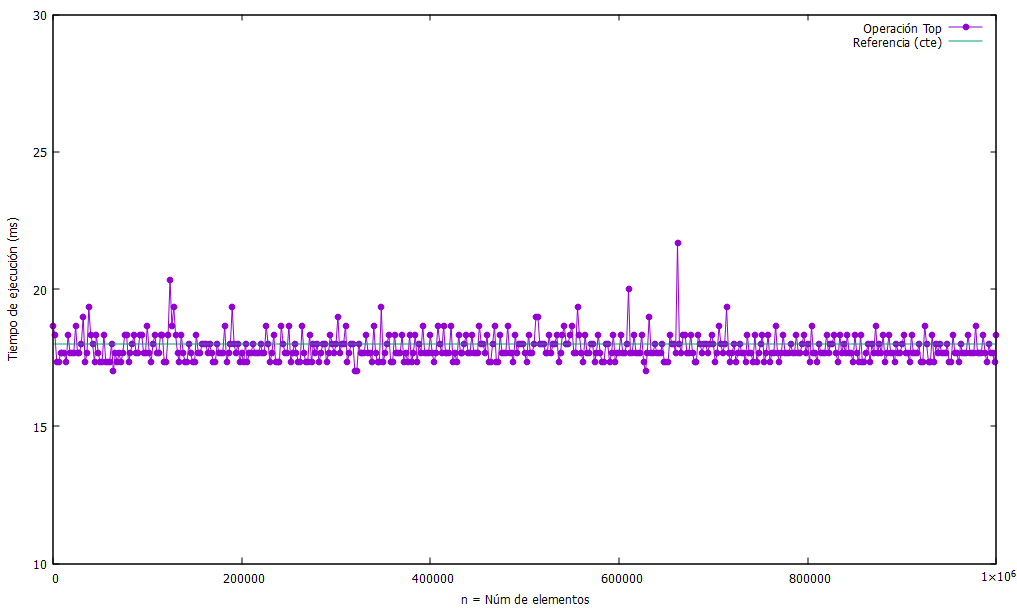 30
25
20
15
10
Tiempo de ejecución (ms)
Operación Top
Referencia (cte)
0
200000
400000
600000
800000
1×10⁶
n = Núm de elementos